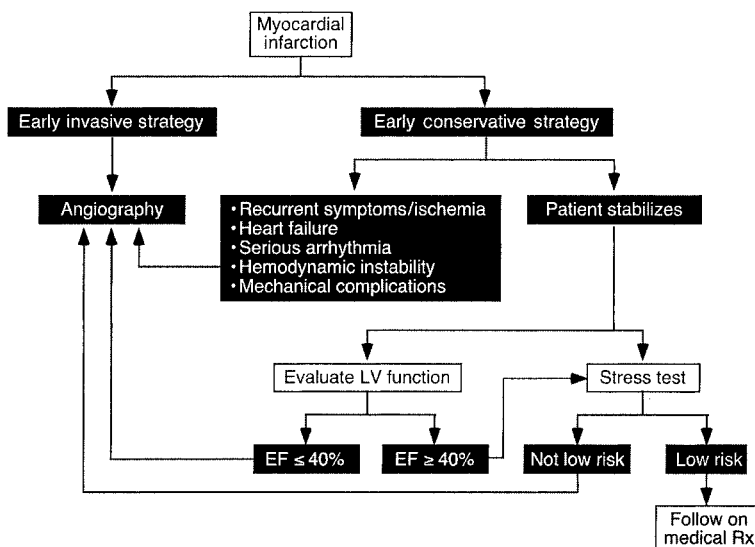 Myocardial
infarction
Early invasive strategy
Early conservative strategy
Angiography
• Recurrent symptoms/ischemia
• Heart failure
• Serious arrhythmia
• Hemodynamic instability
• Mechanical complications
Patient stabilizes
Evaluate LV function
Stress test
EF ≤ 40%
EF ≥ 40%
Not low risk
Low risk
Follow on
medical Rx